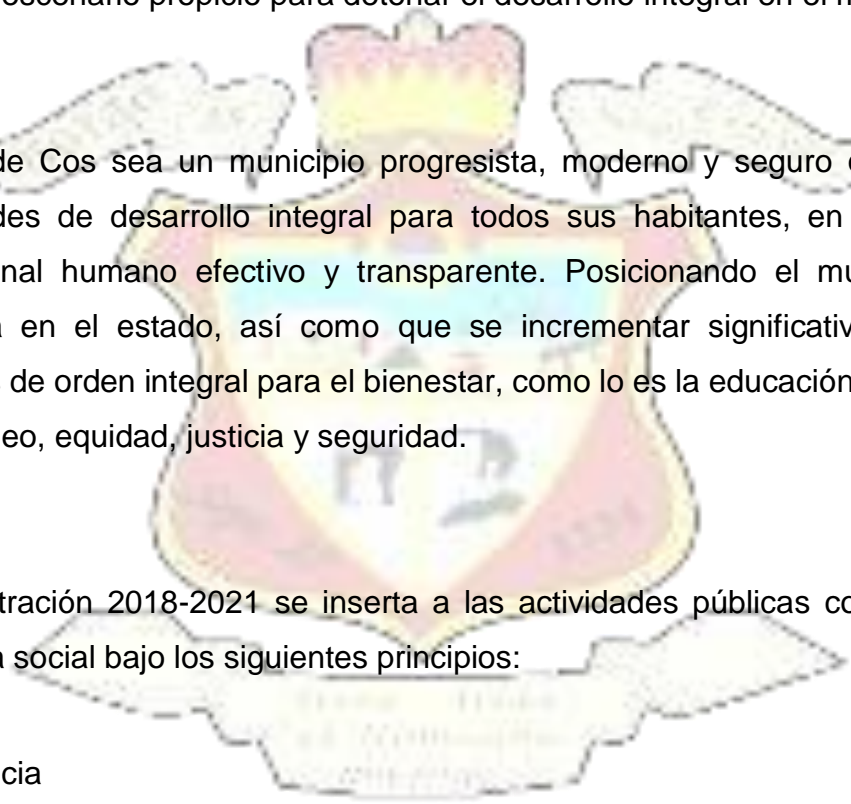 escenario propicio para detonar el desarrollo integral en el
de Cos sea un municipio progresista, moderno y seguro
des de desarrollo integral para todos sus habitantes, en
nal humano efectivo y transparente. Posicionando el mu
a en el estado, así como que se incrementar significativ
s de orden integral para el bienestar, como lo es la educación
eo, equidad, justicia y seguridad.
tración 2018-2021 se inserta a las actividades públicas co
a social bajo los siguientes principios:
cia